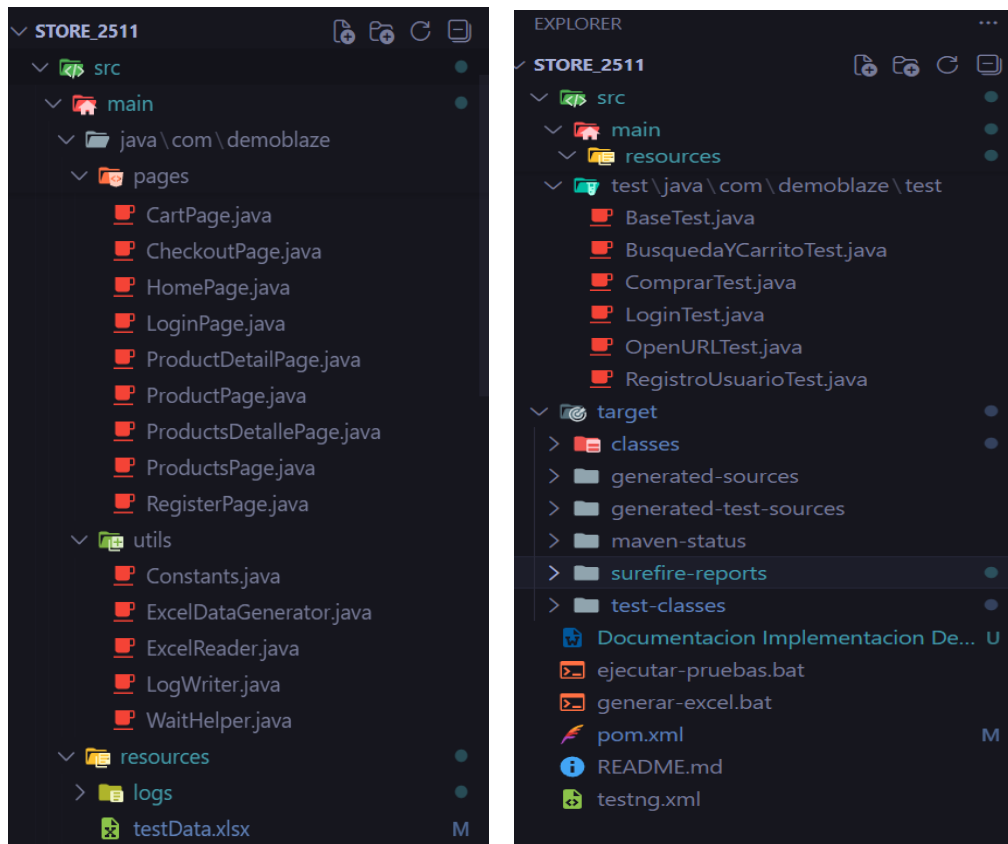 STORE_2511
src
main
java\com\demoblaze
pages
CartPage.java
CheckoutPage.java
HomePage.java
LoginPage.java
ProductDetailPage.java
ProductPage.java
ProductsDetallePage.java
ProductsPage.java
RegisterPage.java
utils
Constants.java
ExcelDataGenerator.java
ExcelReader.java
LogWriter.java
WaitHelper.java
resources
logs
testData.xlsx M
EXPLORER
STORE_2511
src
main
resources
test\java\com\demoblaze\test
BaseTest.java
BusquedaYCarritoTest.java
ComprarTest.java
LoginTest.java
OpenURLTest.java
RegistroUsuarioTest.java
target
classes
generated-sources
generated-test-sources
maven-status
surefire-reports
test-classes
Documentacion Implementacion De... U
ejecutar-pruebas.bat
generar-excel.bat
pom.xml M
README.md
testng.xml